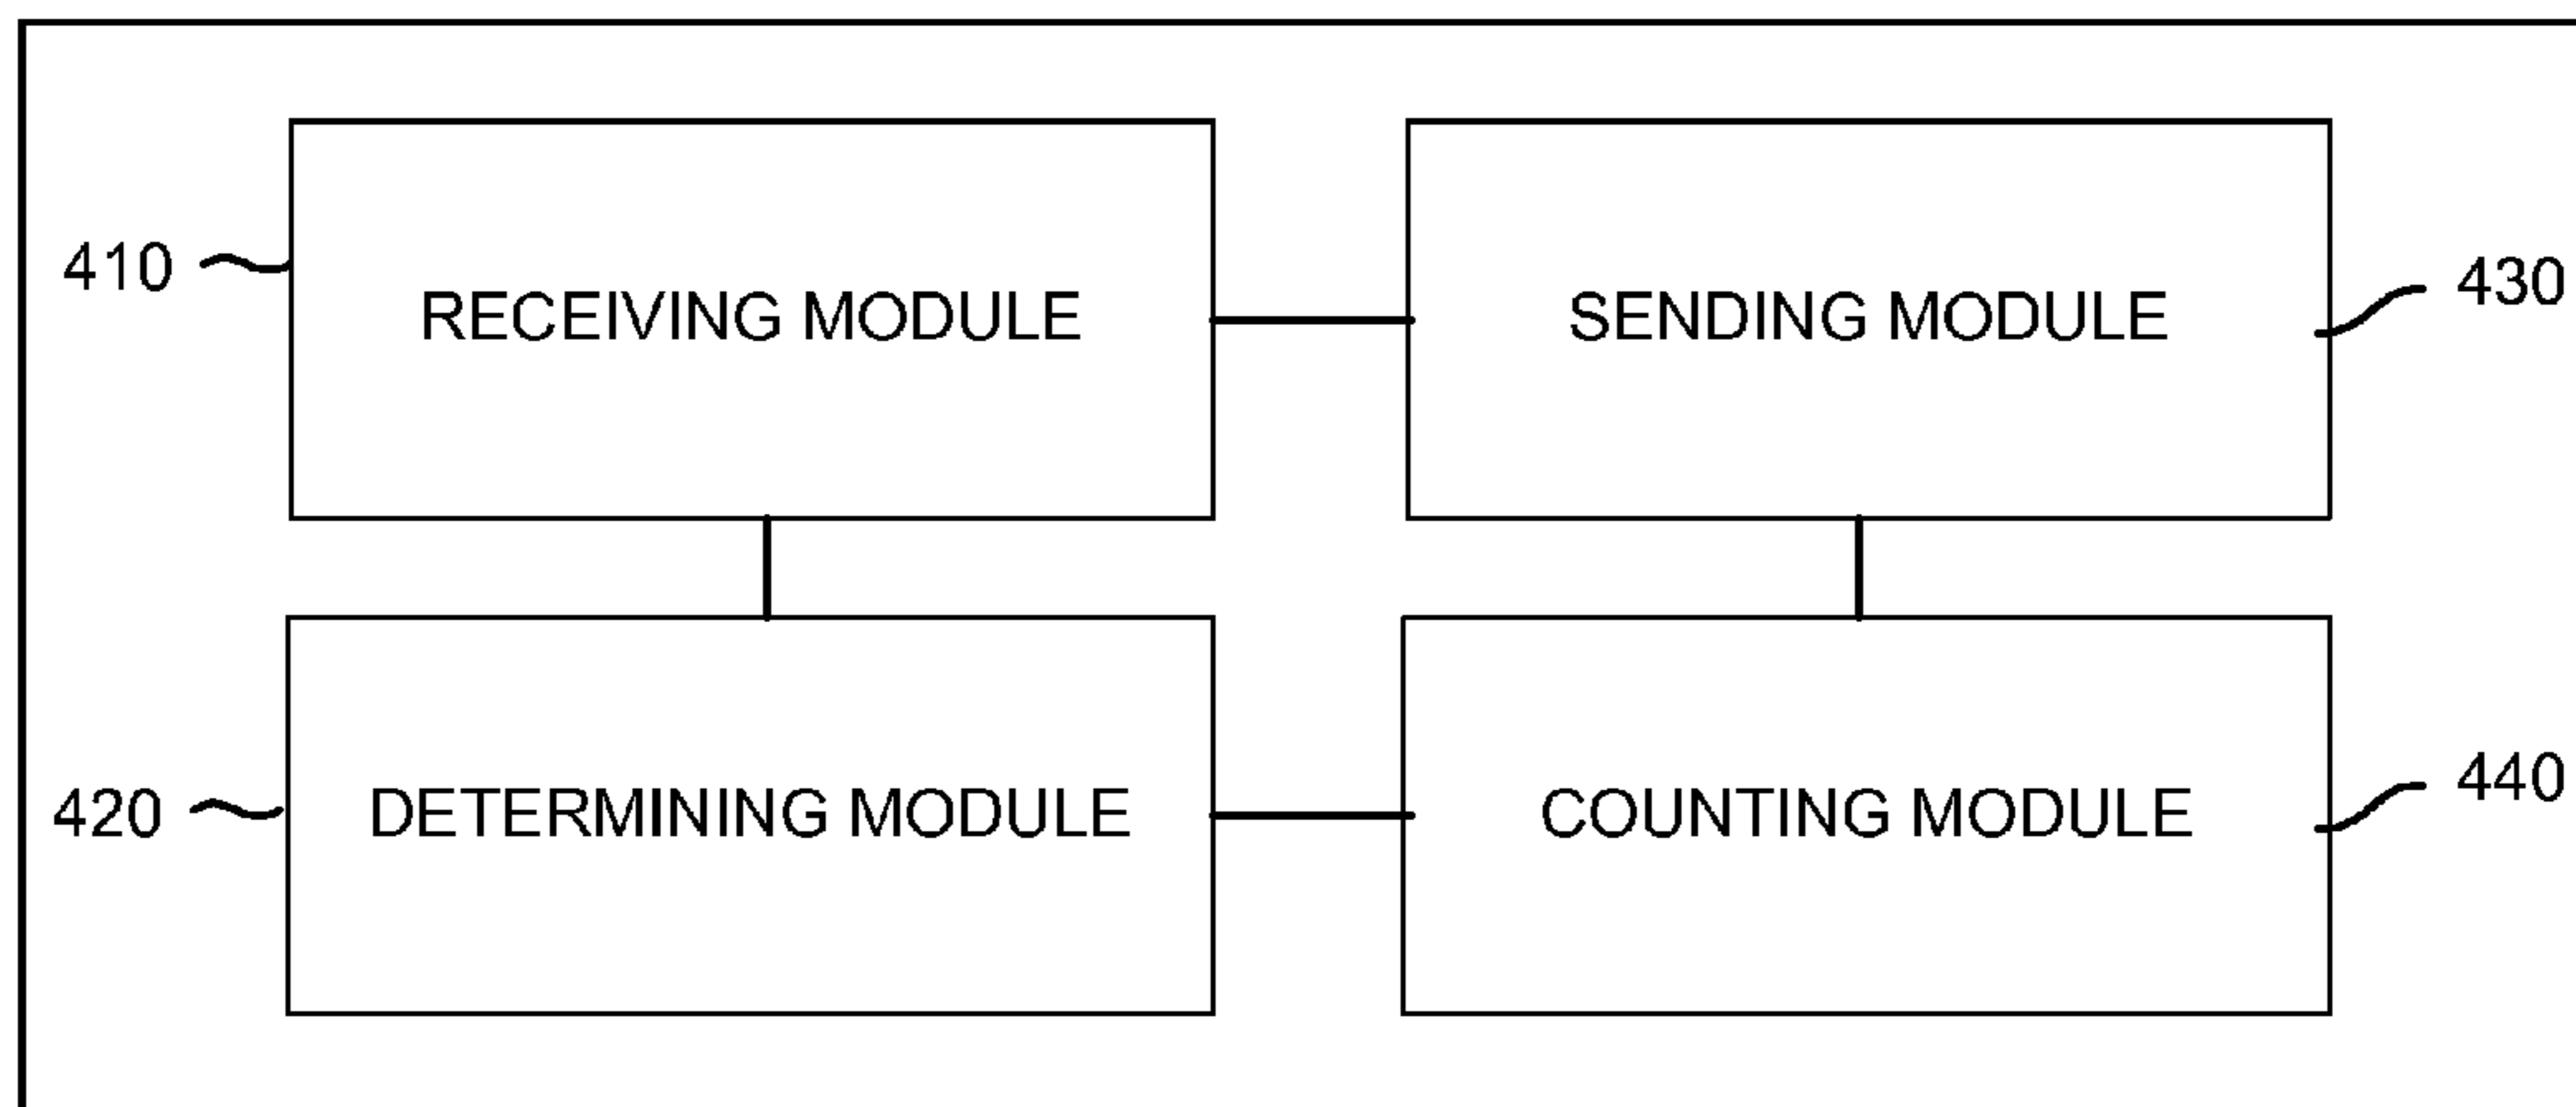 410
RECEIVING MODULE
SENDING MODULE
430
420
DETERMINING MODULE
COUNTING MODULE
440